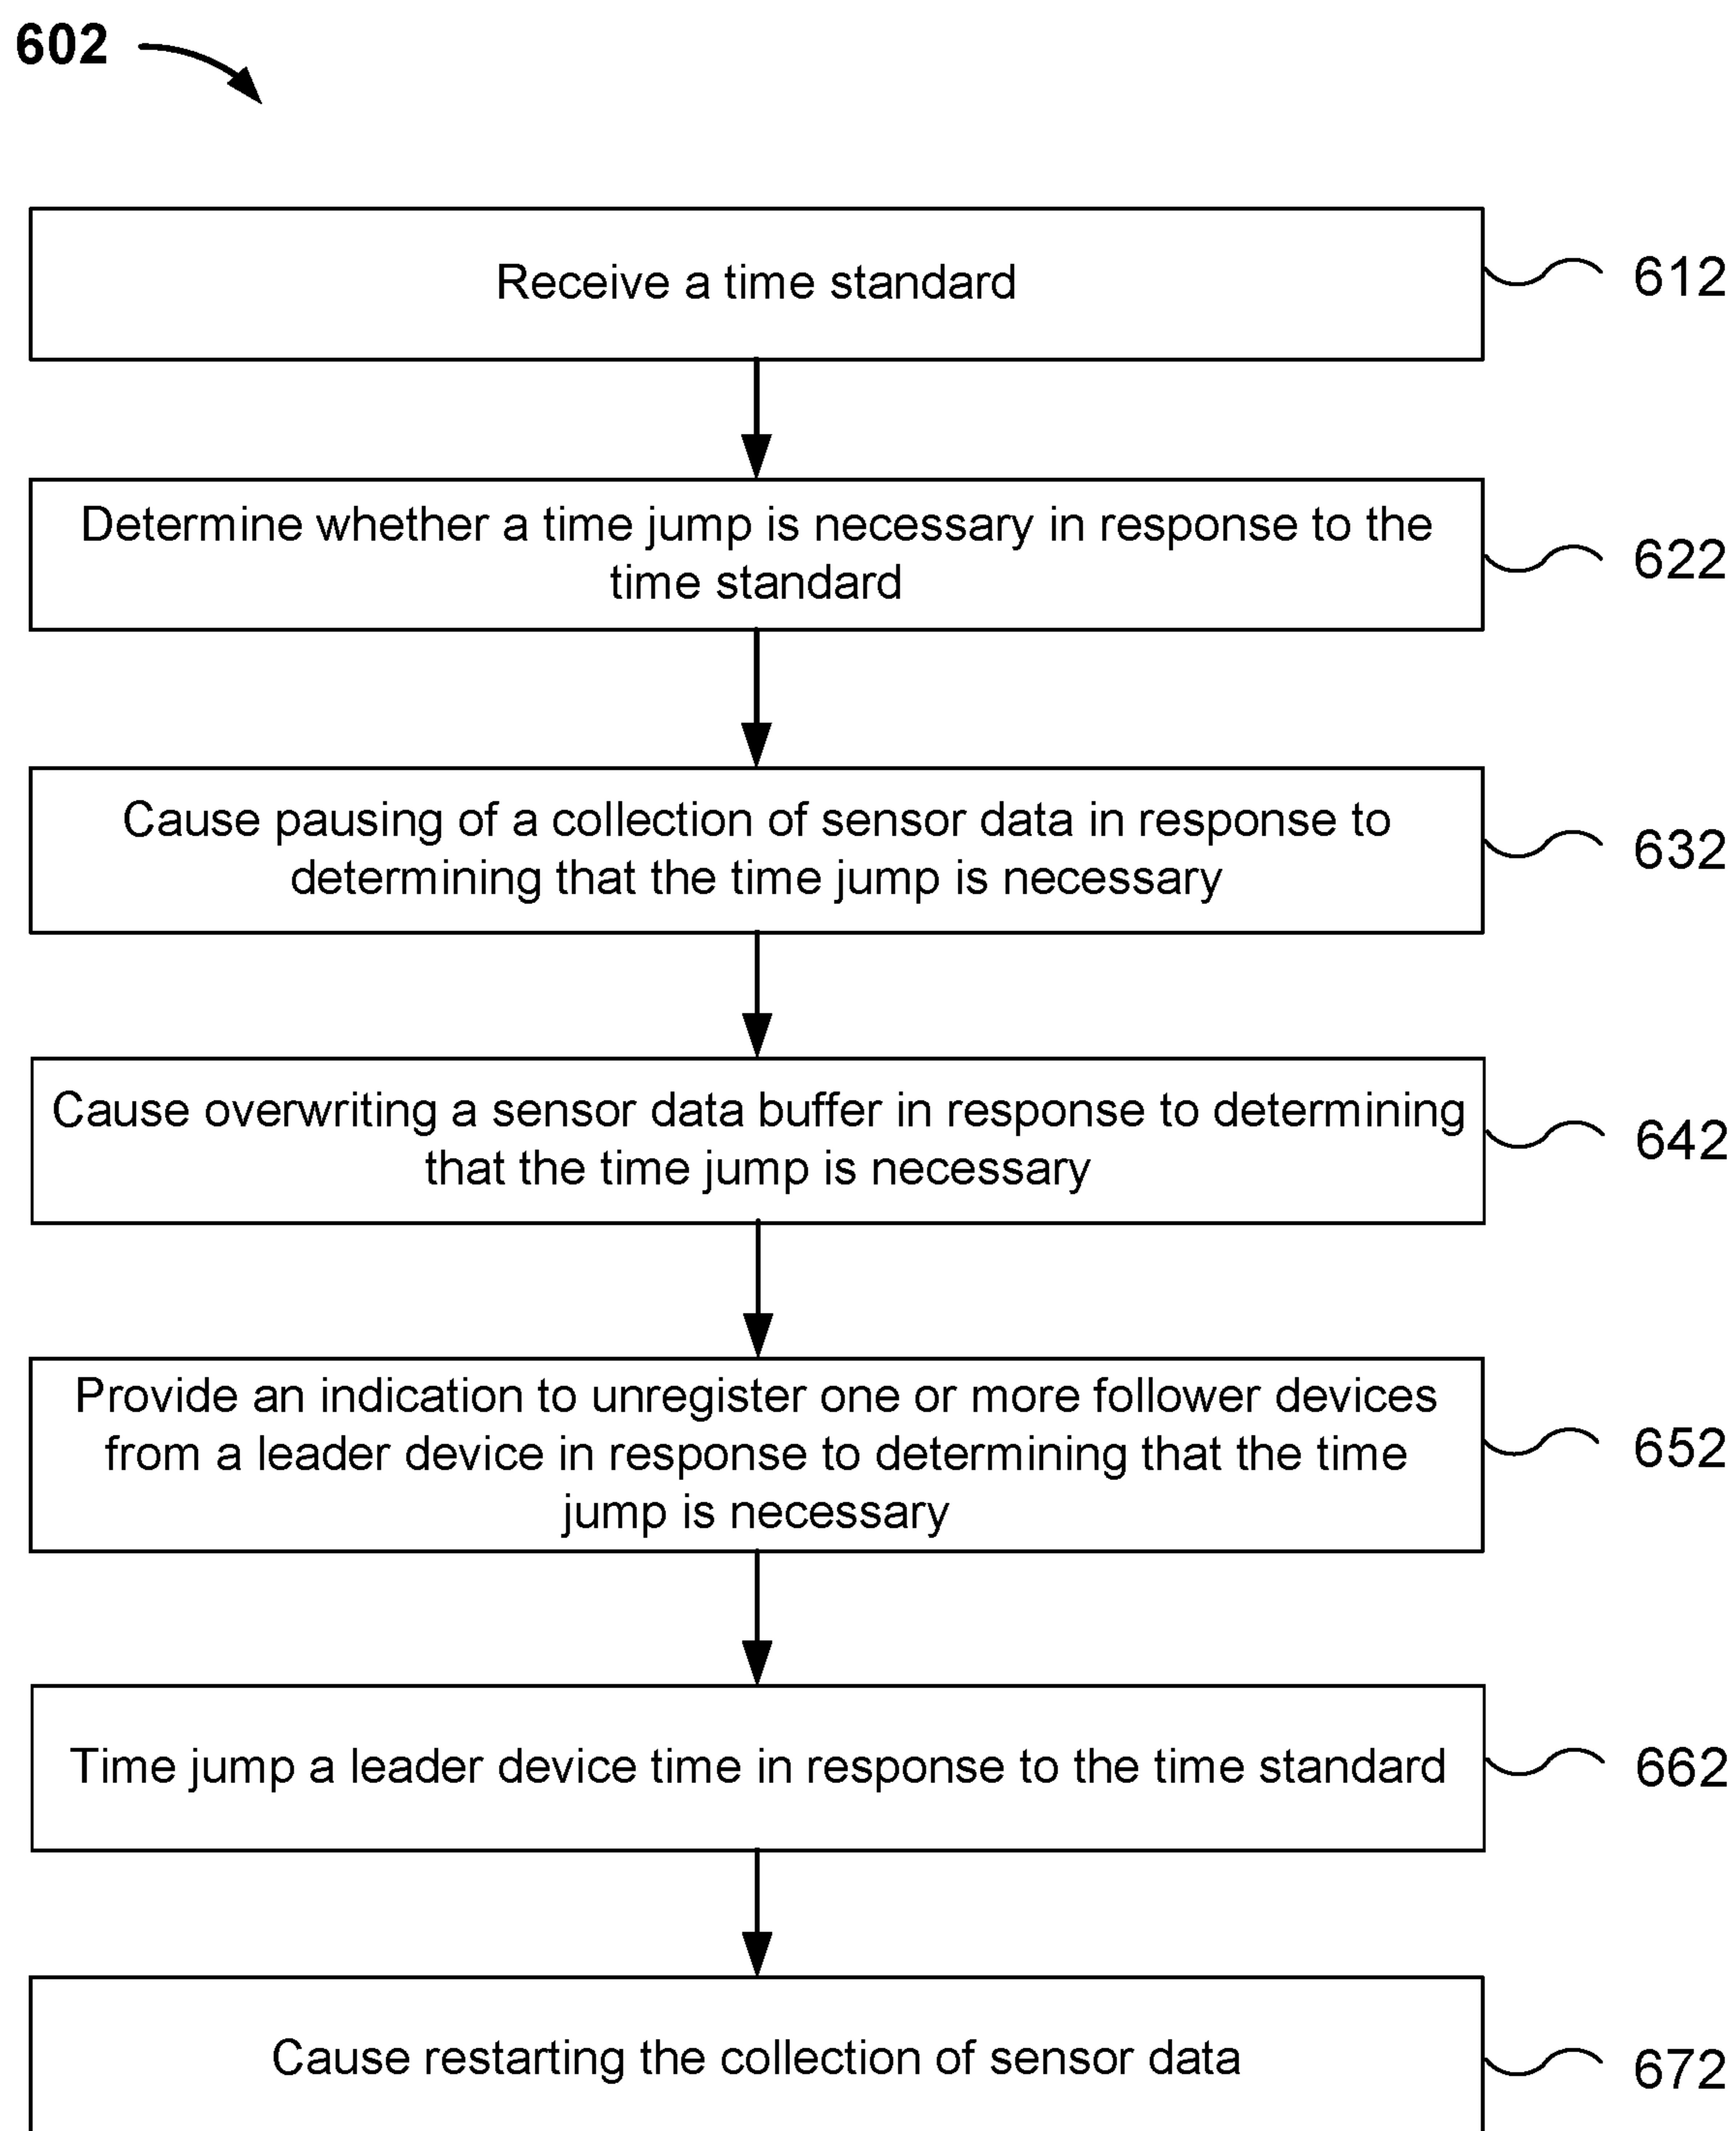 602
Receive a time standard
612
Determine whether a time jump is necessary in response to the
time standard
622
Cause pausing of a collection of sensor data in response to
determining that the time jump is necessary
632
Cause overwriting a sensor data buffer in response to determining
that the time jump is necessary
642
Provide an indication to unregister one or more follower devices
from a leader device in response to determining that the time
jump is necessary
652
Time jump a leader device time in response to the time standard
662
Cause restarting the collection of sensor data
672